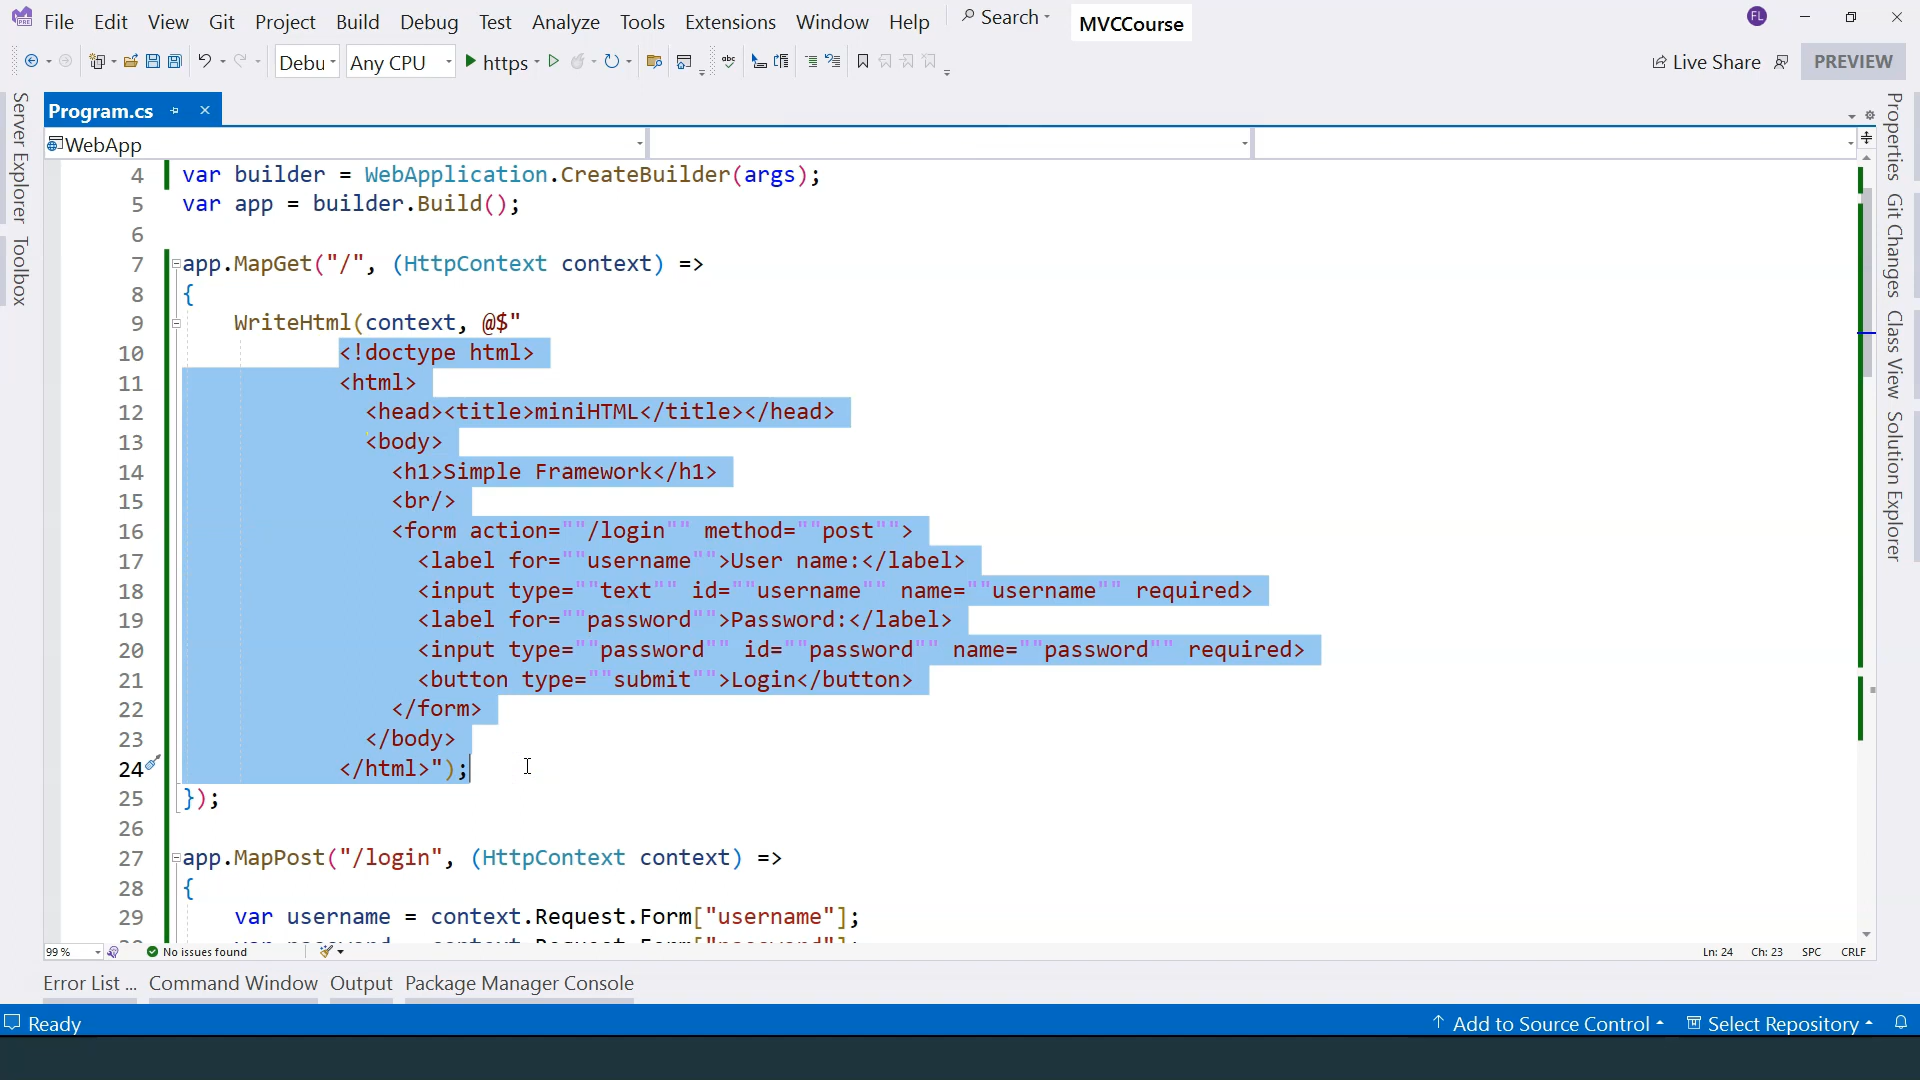 File Edit View Git Project Build Debug Test Analyze Tools Extensions Window Help Search MVCCourse FL
Debu Any CPU https abc Live Share PREVIEW
Server Explorer
Toolbox
Program.cs
WebApp
4 var builder = WebApplication.CreateBuilder(args);
5 var app = builder.Build();
6
7 app.MapGet("/", (HttpContext context) =>
8 {
9 WriteHtml(context, @$"
10 <!doctype html>
11 <html>
12 <head><title>miniHTML</title></head>
13 <body>
14 <h1>Simple Framework</h1>
15 <br/>
16 <form action=""/login"" method=""post"">
17 <label for=""username"">User name:</label>
18 <input type=""text"" id=""username"" name=""username"" required>
19 <label for=""password"">Password:</label>
20 <input type=""password"" id=""password"" name=""password"" required>
21 <button type=""submit"">Login</button>
22 </form>
23 </body>
24 </html>");
25 });
26
27 app.MapPost("/login", (HttpContext context) =>
28 {
29 var username = context.Request.Form["username"];
Properties
Git Changes
Class View
Solution Explorer
99 % No issues found Ln: 24 Ch: 23 SPC CRLF
Error List ... Command Window Output Package Manager Console
Ready Add to Source Control Select Repository